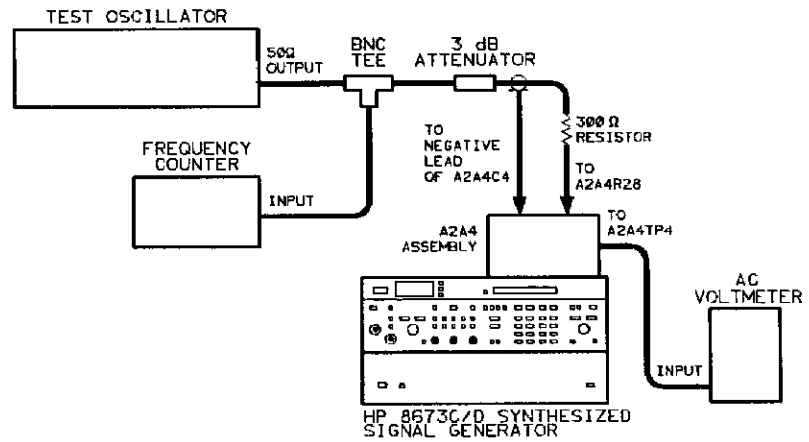 TEST OSCILLATOR
50Ω
OUTPUT
BNC
TEE
3 dB
ATTENUATOR
FREQUENCY
COUNTER
INPUT
TO
NEGATIVE
LEAD
OF A2A4C4
300 Ω
RESISTOR
TO
A2A4R28
A2A4
ASSEMBLY
TO
A2A4TP4
AC
VOLTMETER
INPUT
HP 8673C/D SYNTHESIZED
SIGNAL GENERATOR